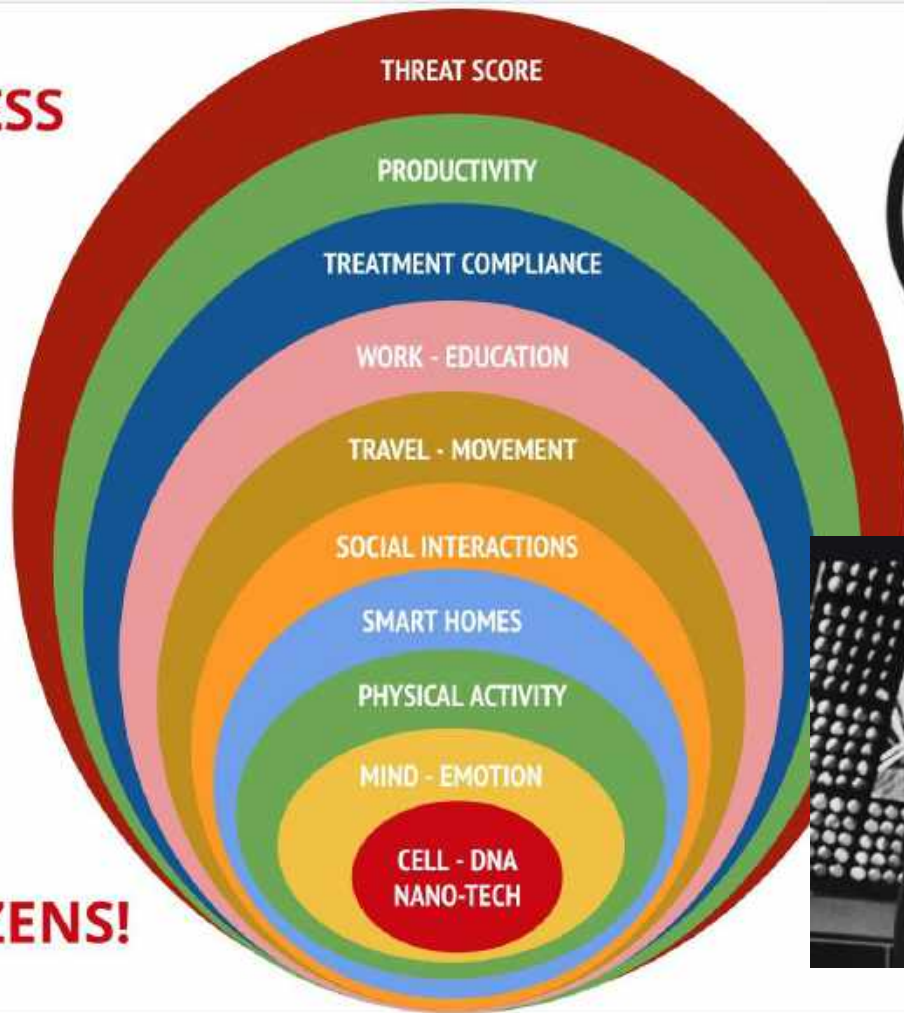 THREAT SCORE
ESS
PRODUCTIVITY
TREATMENT COMPLIANCE
WORK - EDUCATION
TRAVEL - MOVEMENT
SOCIAL INTERACTIONS
SMART HOMES
PHYSICAL ACTIVITY
MIND - EMOTION
CELL - DNA
NANO-TECH
ZENS!